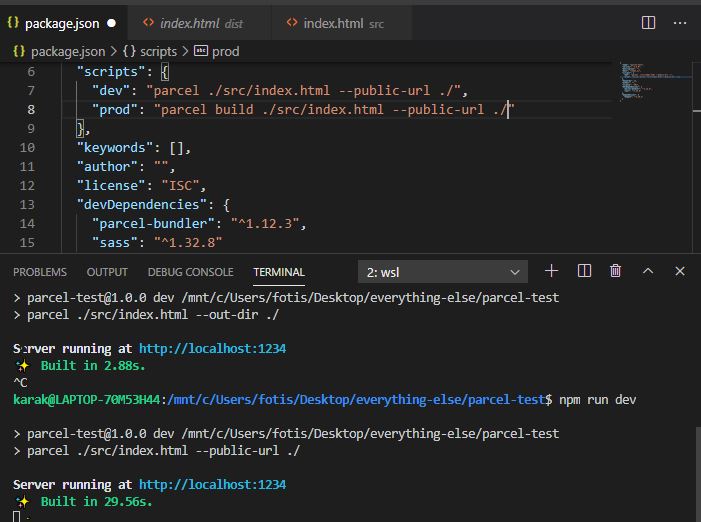 {} package.json ●
<> index.html dist
<> index.html src
{} package.json > {} scripts > abc prod
6 "scripts": {
7 "dev": "parcel ./src/index.html --public-url ./",
8 "prod": "parcel build ./src/index.html --public-url ./"
9 },
10 "keywords": [],
11 "author": "",
12 "license": "ISC",
13 "devDependencies": {
14 "parcel-bundler": "^1.12.3",
15 "sass": "^1.32.8"
PROBLEMS OUTPUT DEBUG CONSOLE TERMINAL 2: wsl
> parcel-test@1.0.0 dev /mnt/c/Users/fotis/Desktop/everything-else/parcel-test
> parcel ./src/index.html --out-dir ./
Server running at http://localhost:1234
✨ Built in 2.88s.
^C
karak@LAPTOP-70M53H44:/mnt/c/Users/fotis/Desktop/everything-else/parcel-test$ npm run dev
> parcel-test@1.0.0 dev /mnt/c/Users/fotis/Desktop/everything-else/parcel-test
> parcel ./src/index.html --public-url ./
Server running at http://localhost:1234
✨ Built in 29.56s.